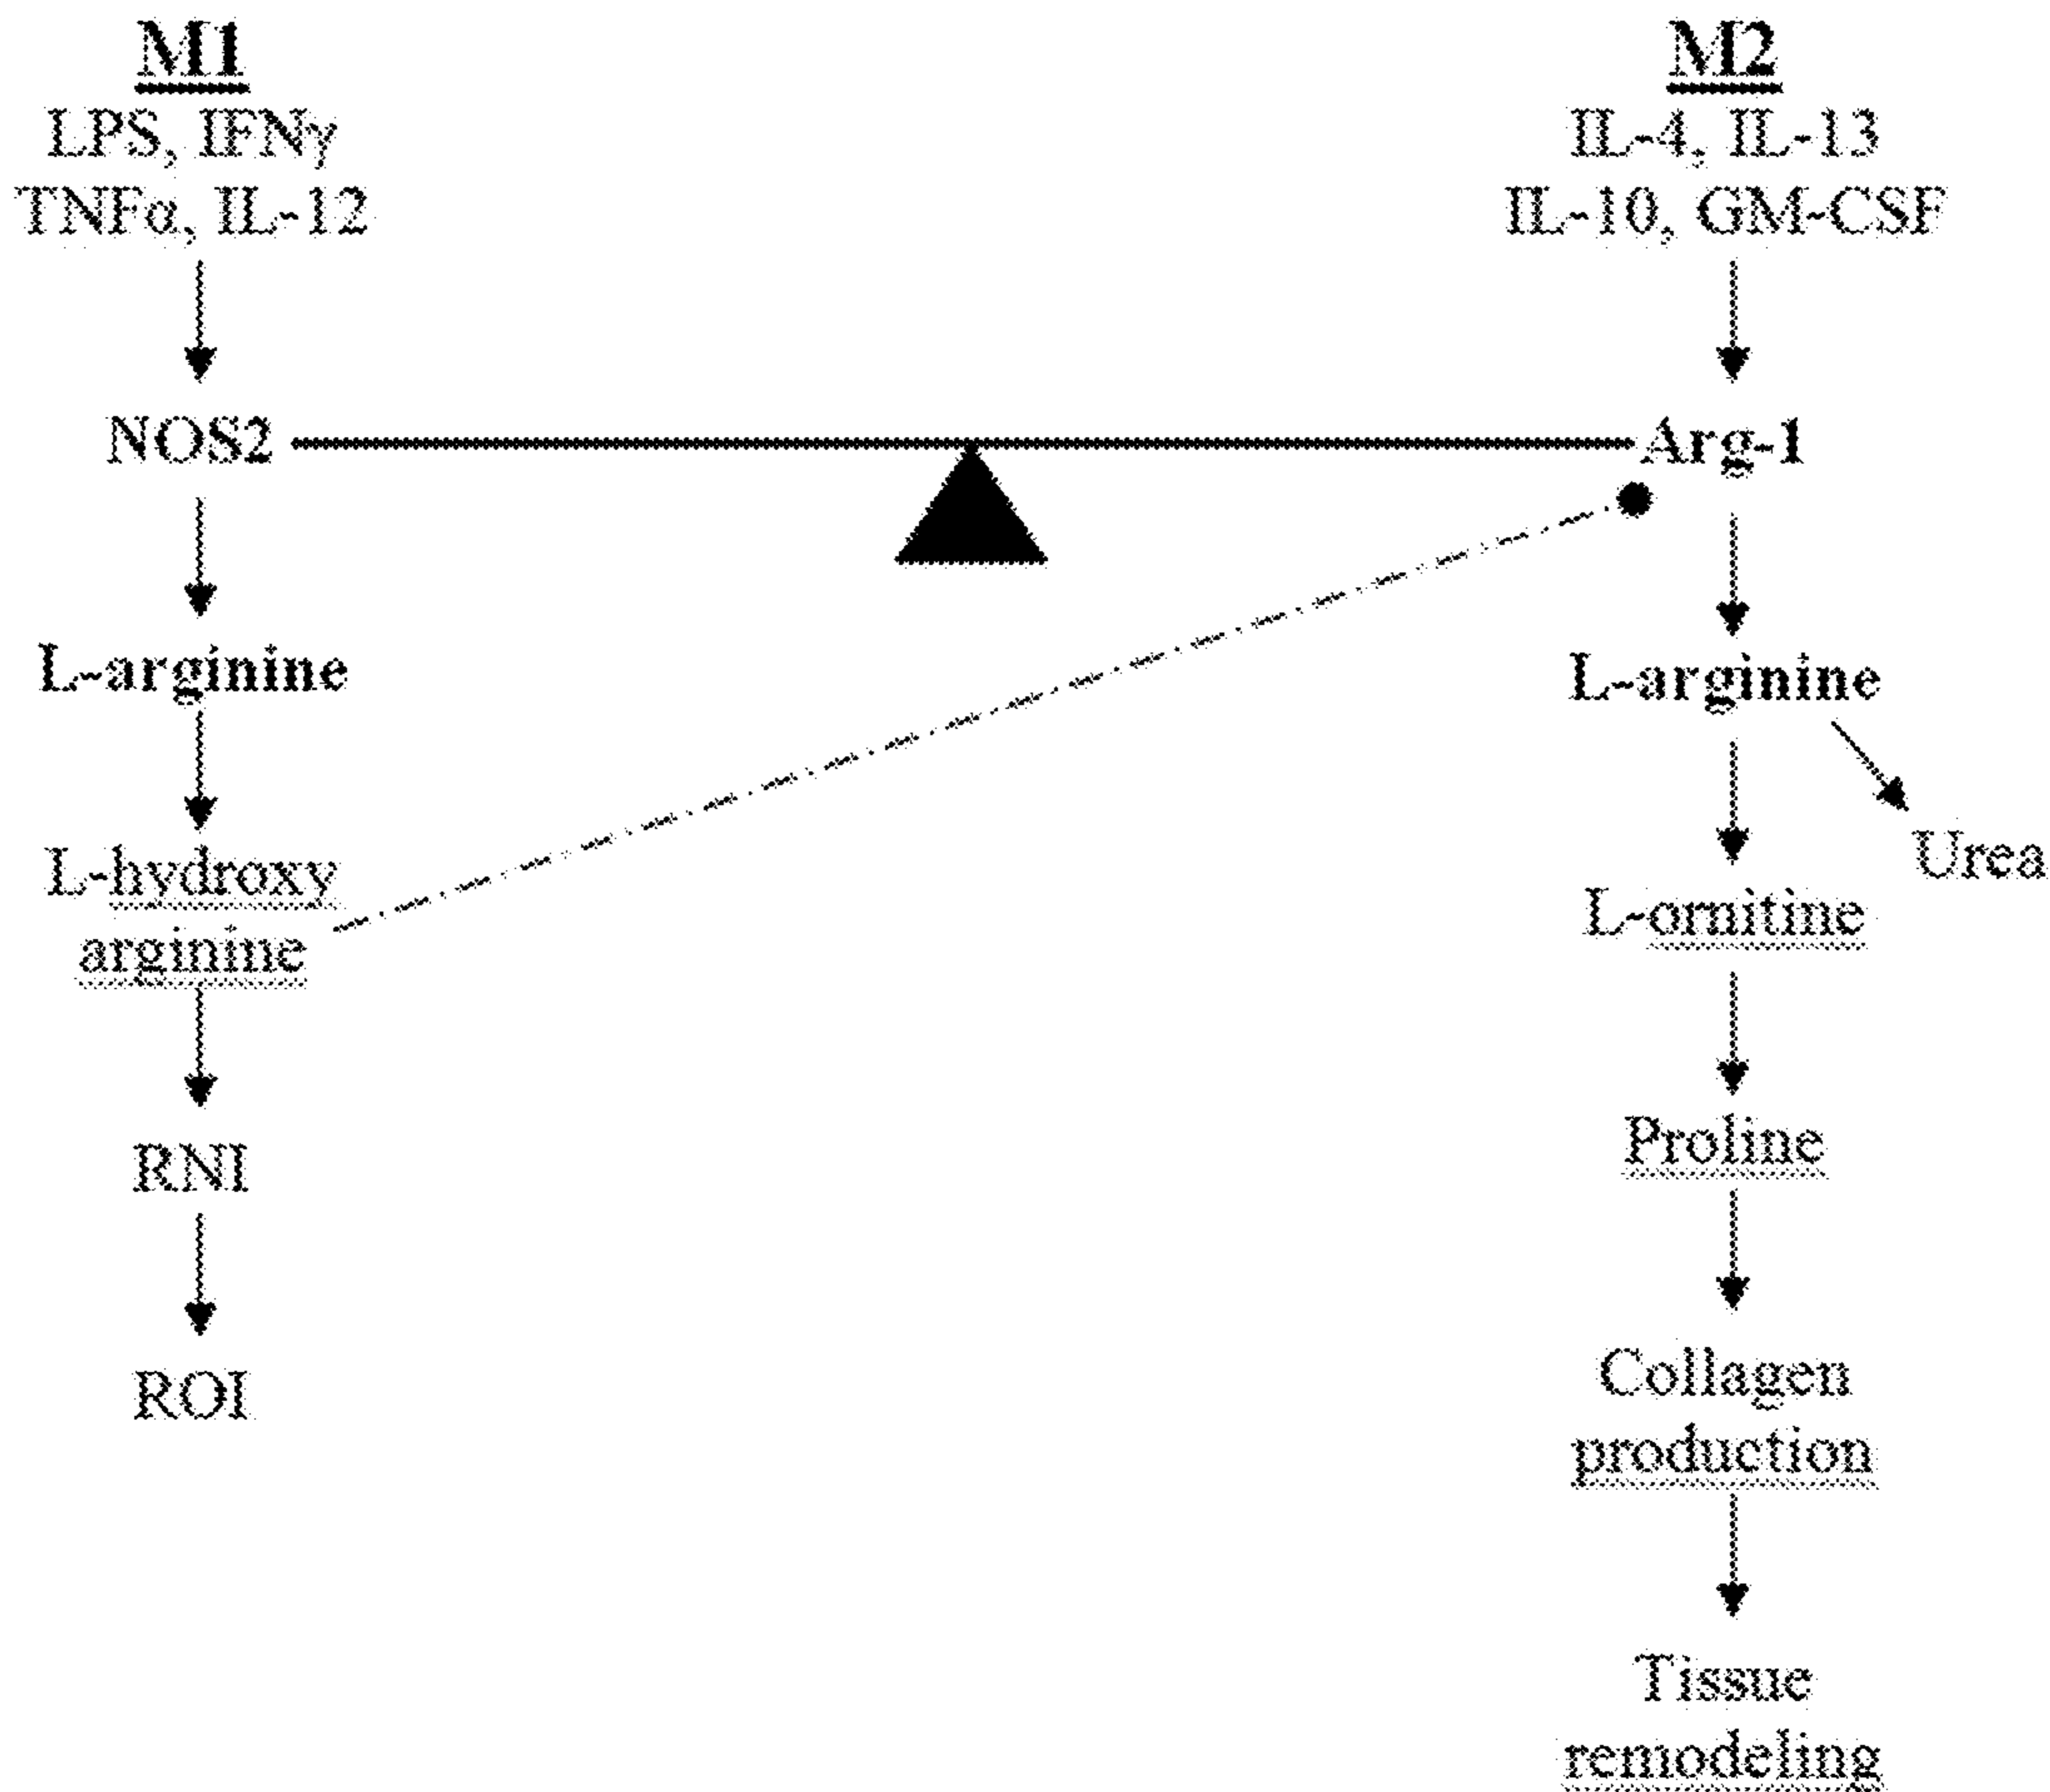 M1
LPS, IFNγ
TNFα, IL-12
NOS2
L-arginine
L-hydroxy
arginine
RNI
ROI
M2
IL-4, IL-13
IL-10, GM-CSF
Arg-1
L-arginine
Urea
L-ornitine
Proline
Collagen
production
Tissue
remodeling